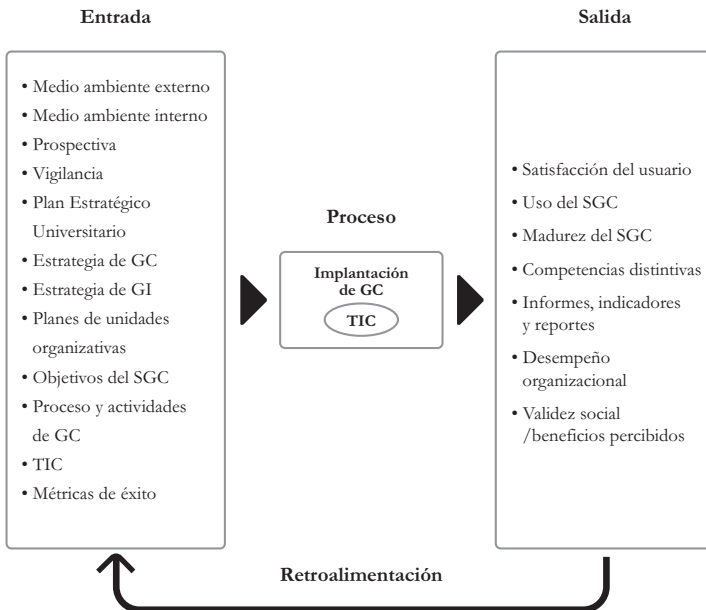 Entrada
• Medio ambiente externo
• Medio ambiente interno
• Prospectiva
• Vigilancia
• Plan Estratégico
Universitario
• Estrategia de GC
• Estrategia de GI
• Planes de unidades
organizativas
• Objetivos del SGC
• Proceso y actividades
de GC
• TIC
• Métricas de éxito
Proceso
Implantación
de GC
TIC
Salida
• Satisfacción del usuario
• Uso del SGC
• Madurez del SGC
• Competencias distintivas
• Informes, indicadores
y reportes
• Desempeño
organizacional
• Validez social
/beneficios percibidos
Retroalimentación